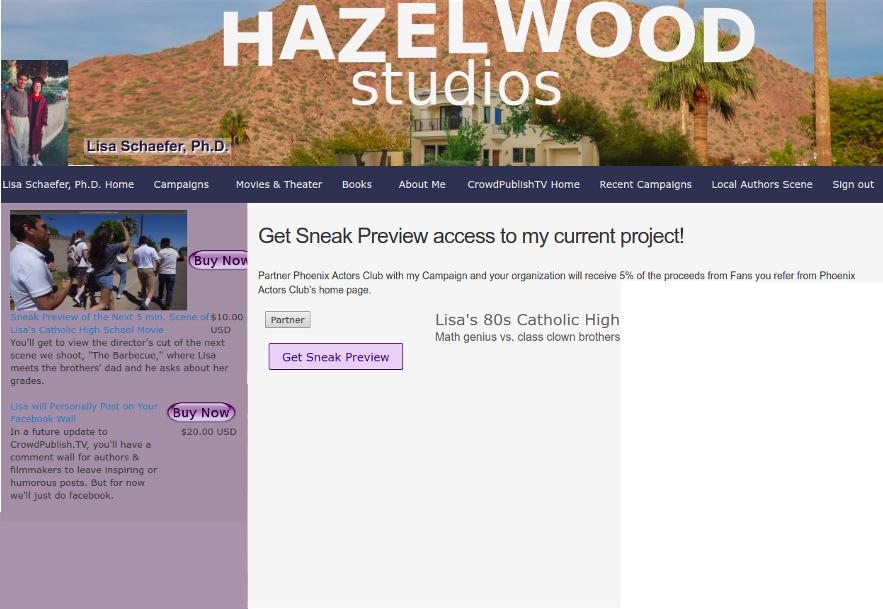 HAZELWOOD
studios
Lisa Schaefer, Ph.D.
Lisa Schaefer, Ph.D. Home Campaigns Movies & Theater Books About Me CrowdPublishTV Home Recent Campaigns Local Authors Scene Sign out
Buy Now
Sneak Preview of the Next 5 min. Scene of $10.00
Lisa's Catholic High School Movie USD
You'll get to view the director's cut of the next
scene we shoot, "The Barbecue," where Lisa
meets the brothers' dad and he asks about her
grades.
Lisa will Personally Post on Your Buy Now
Facebook Wall
In a future update to $20.00 USD
CrowdPublish.TV, you'll have a
comment wall for authors &
filmmakers to leave inspiring or
humorous posts. But for now
we'll just do facebook.
Get Sneak Preview access to my current project!
Partner Phoenix Actors Club with my Campaign and your organization will receive 5% of the proceeds from Fans you refer from Phoenix
Actors Club's home page.
Partner
Get Sneak Preview
Lisa's 80s Catholic High
Math genius vs. class clown brothers